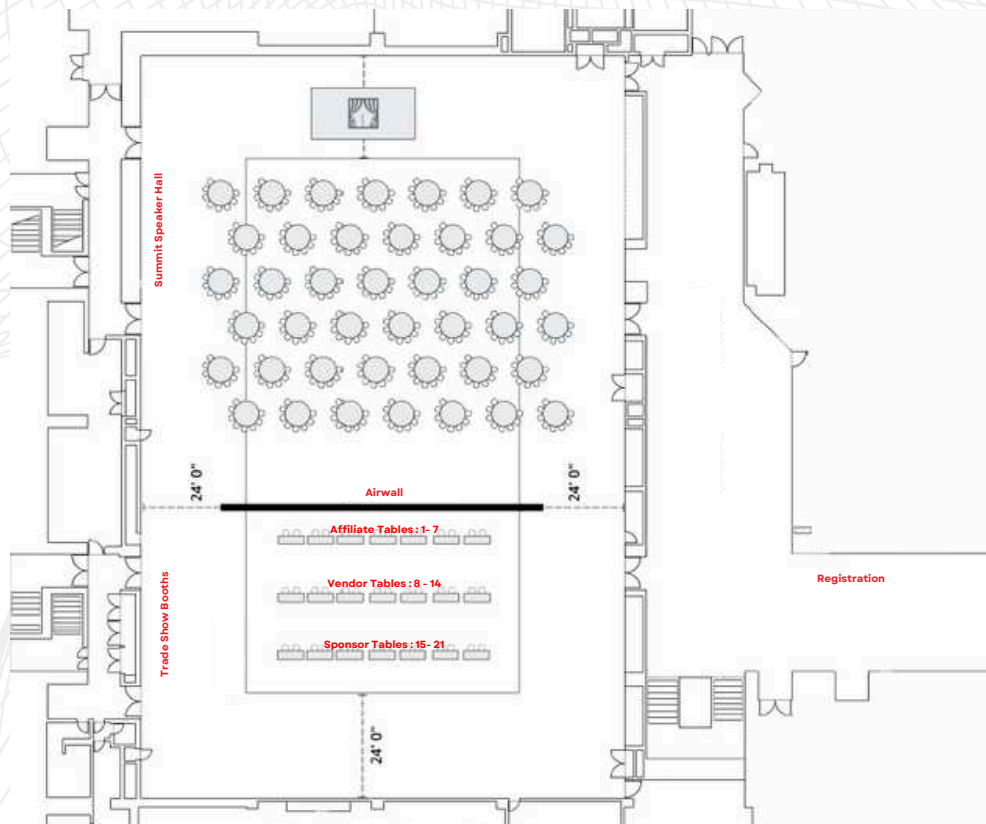 Summit Speaker Hall
24' 0"
24' 0"
Airwall
Affiliate Tables : 1- 7
Vendor Tables : 8 - 14
Sponsor Tables : 15- 21
Trade Show Booths
Registration
24' 0"